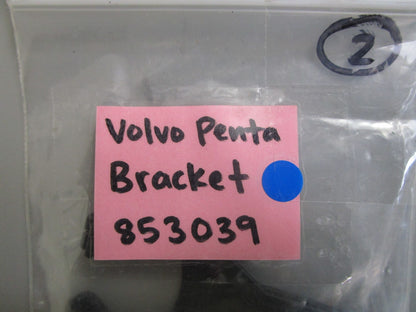 2
Volvo Penta
Bracket
853039